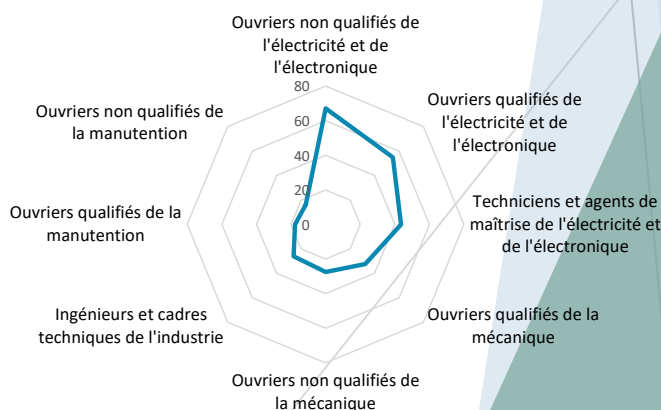 Ouvriers non qualifiés de
l'électricité et de
l'électronique
80
60
40
20
0
Ouvriers qualifiés de
l'électricité et de
l'électronique
Techniciens et agents de
maîtrise de l'électricité et
de l'électronique
Ouvriers qualifiés de la
mécanique
Ouvriers non qualifiés de
la mécanique
Ingénieurs et cadres
techniques de l'industrie
Ouvriers qualifiés de la
manutention
Ouvriers non qualifiés de
la manutention